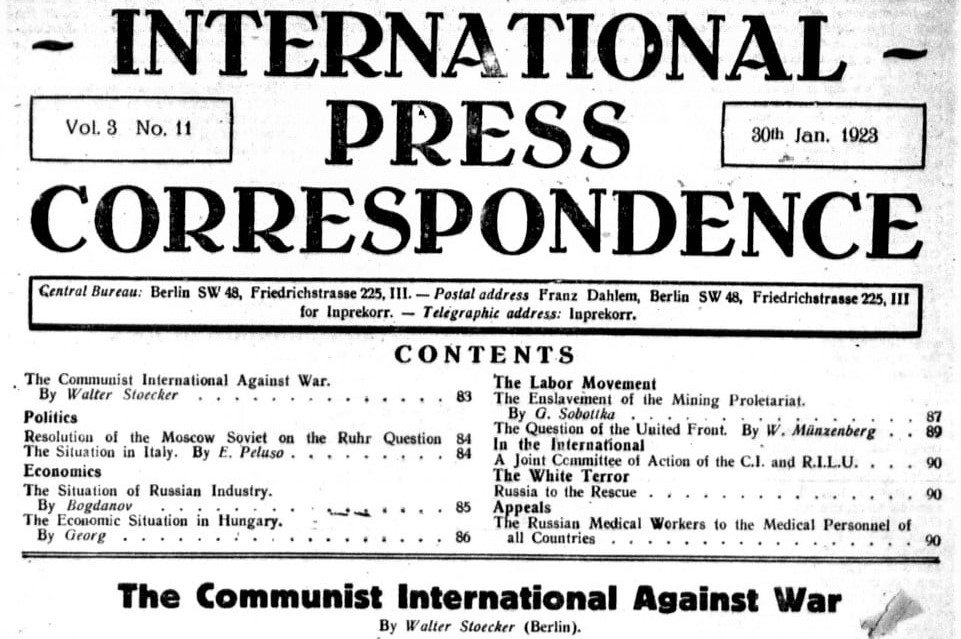 ~ INTERNATIONAL ~
Vol. 3 No. 11
PRESS
30th Jan. 1923
CORRESPONDENCE
Central Bureau: Berlin SW 48, Friedrichstrasse 225, III. — Postal address Franz Dahlem, Berlin SW 48, Friedrichstrasse 225, III
for Inprekorr. — Telegraphic address: Inprekorr.
CONTENTS
The Communist International Against War.
By Walter Stoecker . . . . . . . . . . . . . . 83
Politics
Resolution of the Moscow Soviet on the Ruhr Question 84
The Situation in Italy. By E. Peluso . . . . . . . . . 84
Economics
The Situation of Russian Industry.
By Bogdanov . . . . . . . . . . . . . . . . . 85
The Economic Situation in Hungary.
By Georg . . . . . . . . . . . . . . . . . . . 86
The Labor Movement
The Enslavement of the Mining Proletariat.
By G. Sobottka . . . . . . . . . . . . . . . . 87
The Question of the United Front. By W. Münzenberg . . 89
In the International
A Joint Committee of Action of the C.I. and R.I.L.U. . . . 90
The White Terror
Russia to the Rescue . . . . . . . . . . . . . . . . 90
Appeals
The Russian Medical Workers to the Medical Personnel of
all Countries . . . . . . . . . . . . . . . . . . 90
The Communist International Against War
By Walter Stoecker (Berlin).